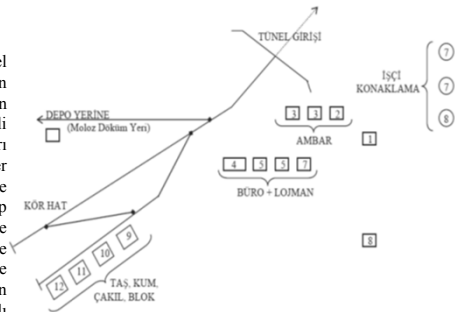 TÜNEL GİRİŞİ
İŞÇİ
KONAKLAMA
7
7
8
DEPO YERİNE
(Moloz Döküm Yeri)
3 3 2
AMBAR
1
4 5 5 7
BÜRO + LOJMAN
KÖR HAT
8
9
10
11
12
TAŞ, KUM,
ÇAKIL, BLOK